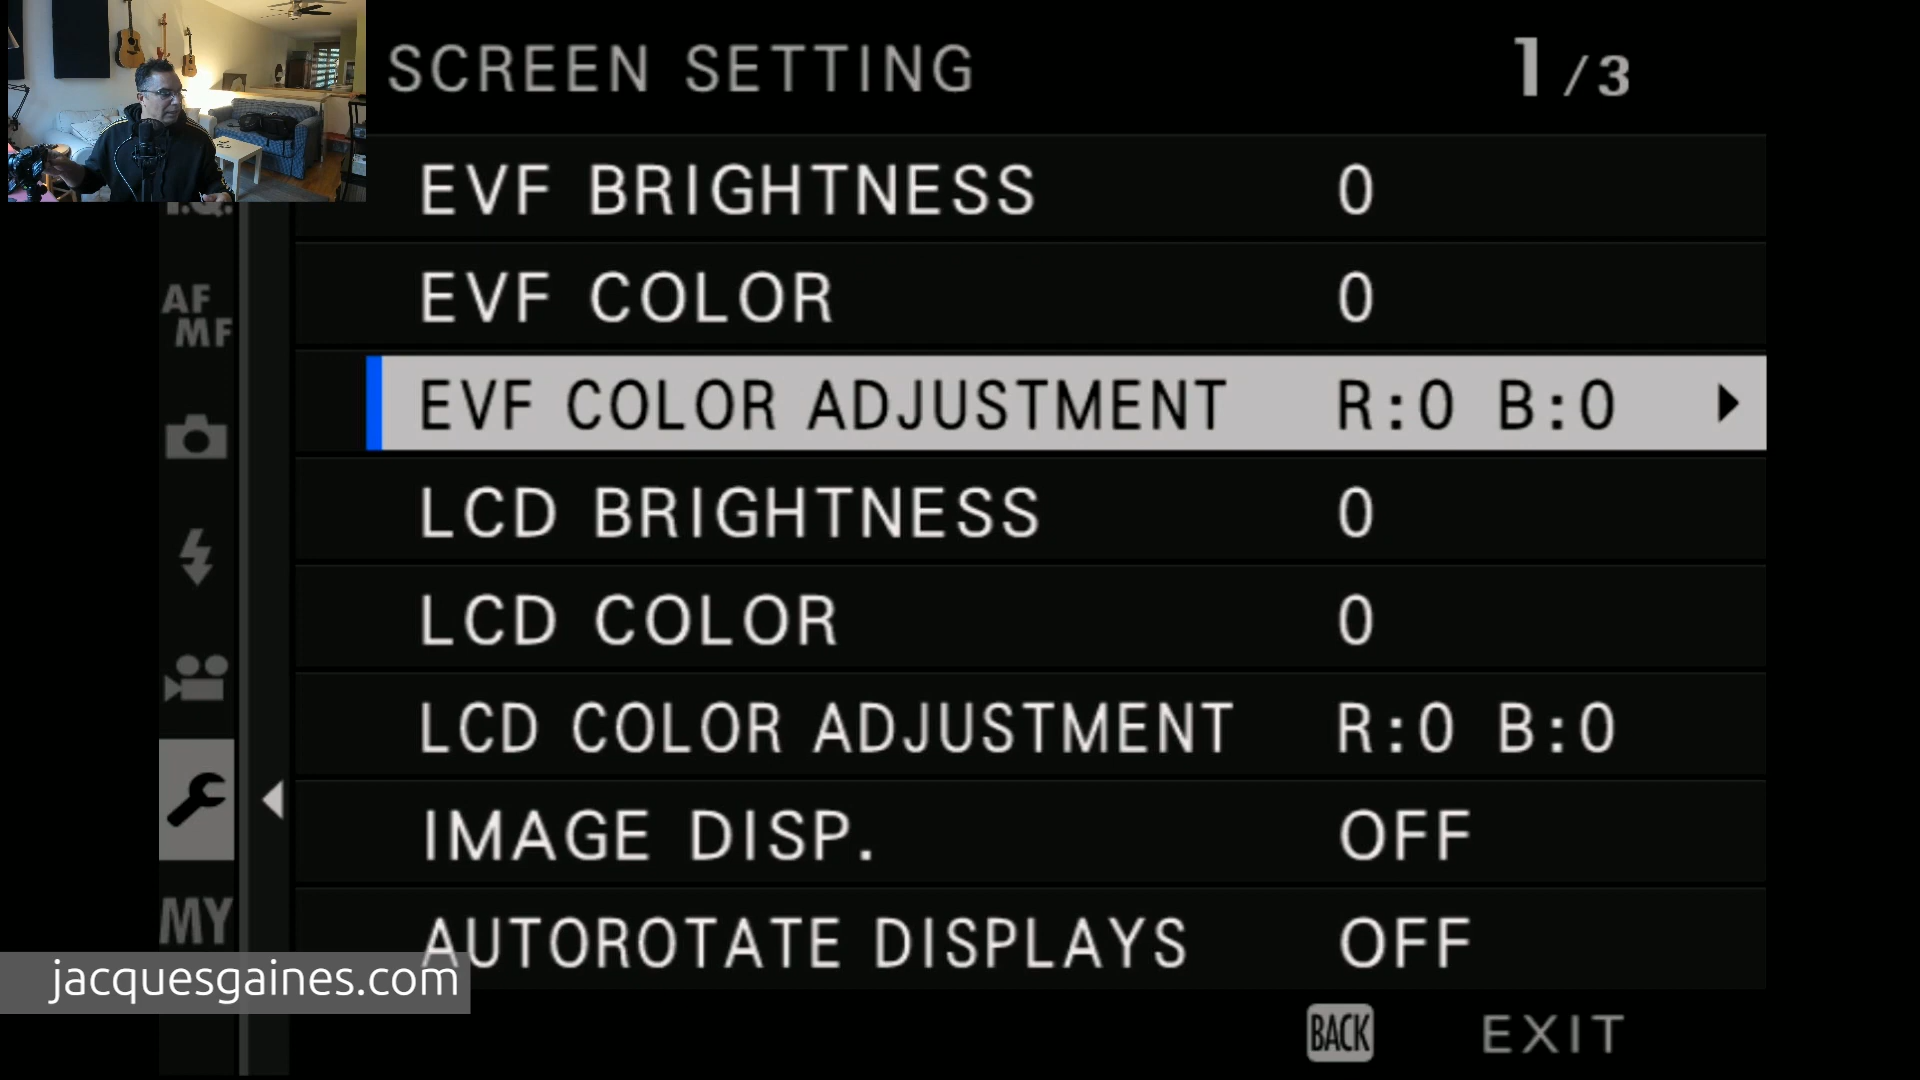 SCREEN SETTING 1/3
EVF BRIGHTNESS 0
I.Q.
EVF COLOR 0
AF
MF
EVF COLOR ADJUSTMENT R:0 B:0
LCD BRIGHTNESS 0
LCD COLOR 0
LCD COLOR ADJUSTMENT R:0 B:0
IMAGE DISP. OFF
MY
AUTOROTATE DISPLAYS OFF
jacquesgaines.com
BACK EXIT